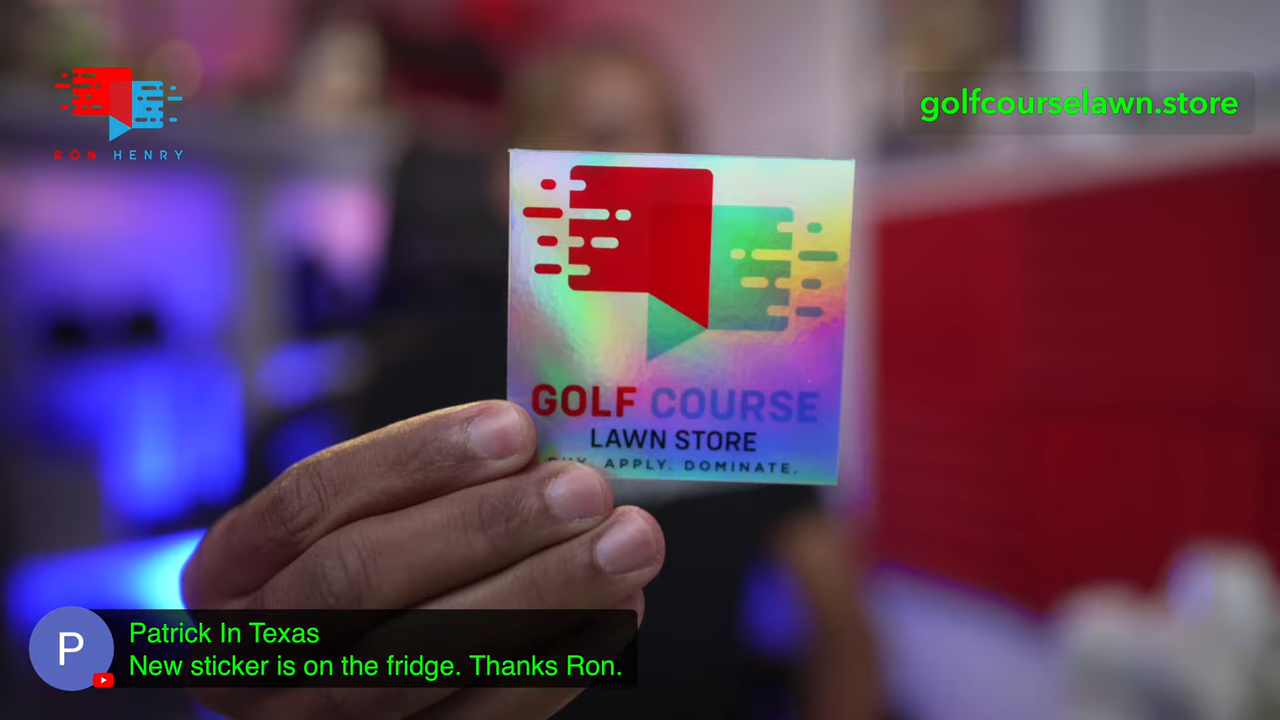 RON HENRY
golfcourselawn.store
GOLF COURSE
LAWN STORE
BUY. APPLY. DOMINATE.
P
Patrick In Texas
New sticker is on the fridge. Thanks Ron.